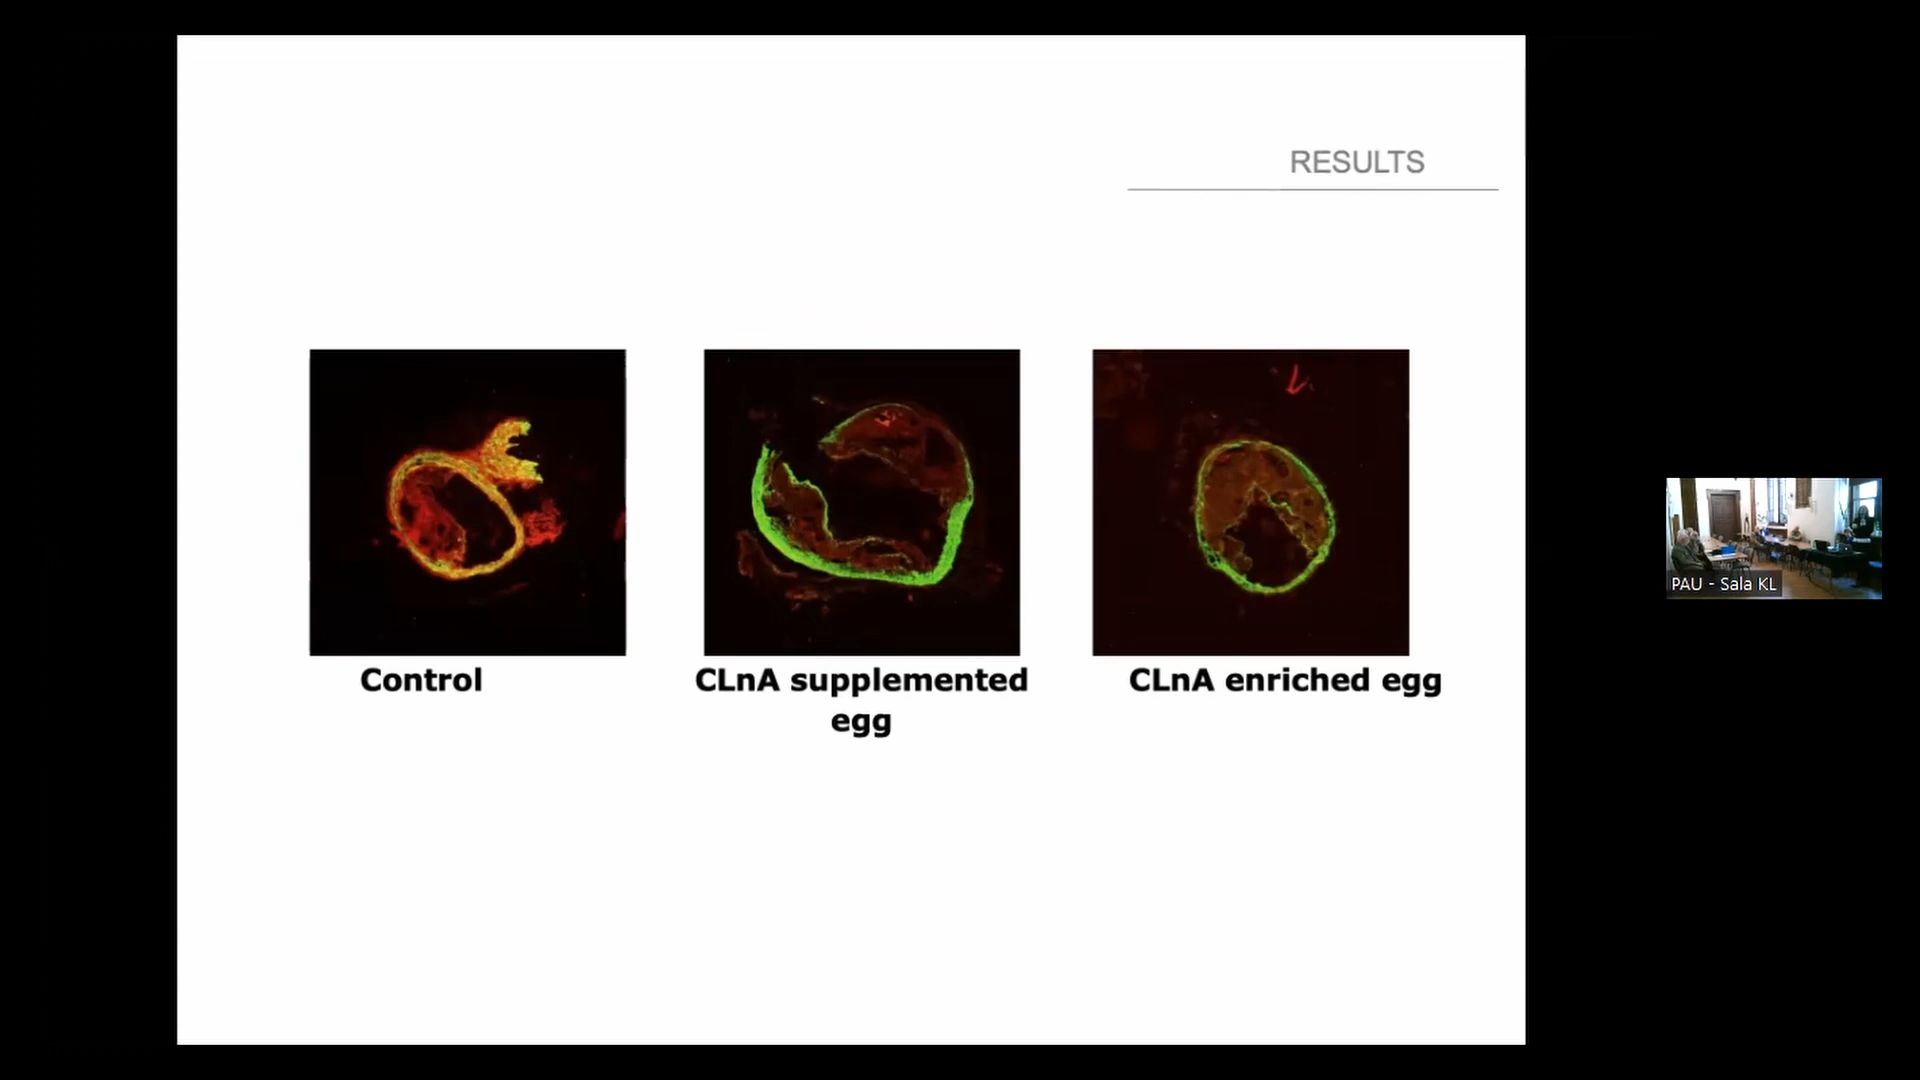 RESULTS
Control
CLnA supplemented
egg
CLnA enriched egg
PAU - Sala KL